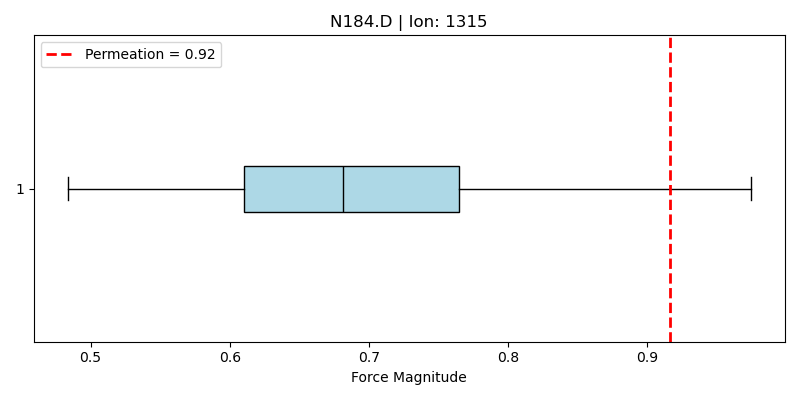 N184.D | Ion: 1315
Permeation = 0.92
1
0.5 0.6 0.7 0.8 0.9
Force Magnitude